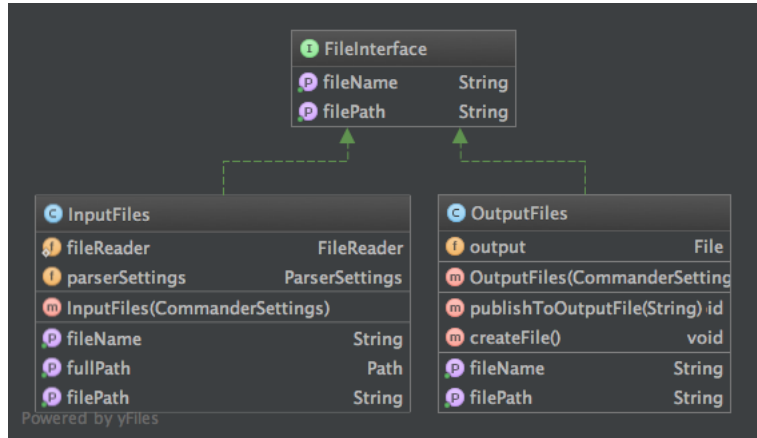 FileInterface
fileName String
filePath String
InputFiles
fileReader FileReader
parserSettings ParserSettings
InputFiles(CommanderSettings)
fileName String
fullPath Path
filePath String
OutputFiles
output File
OutputFiles(CommanderSetting
publishToOutputFile(String) id
createFile() void
fileName String
filePath String
Powered by yFiles